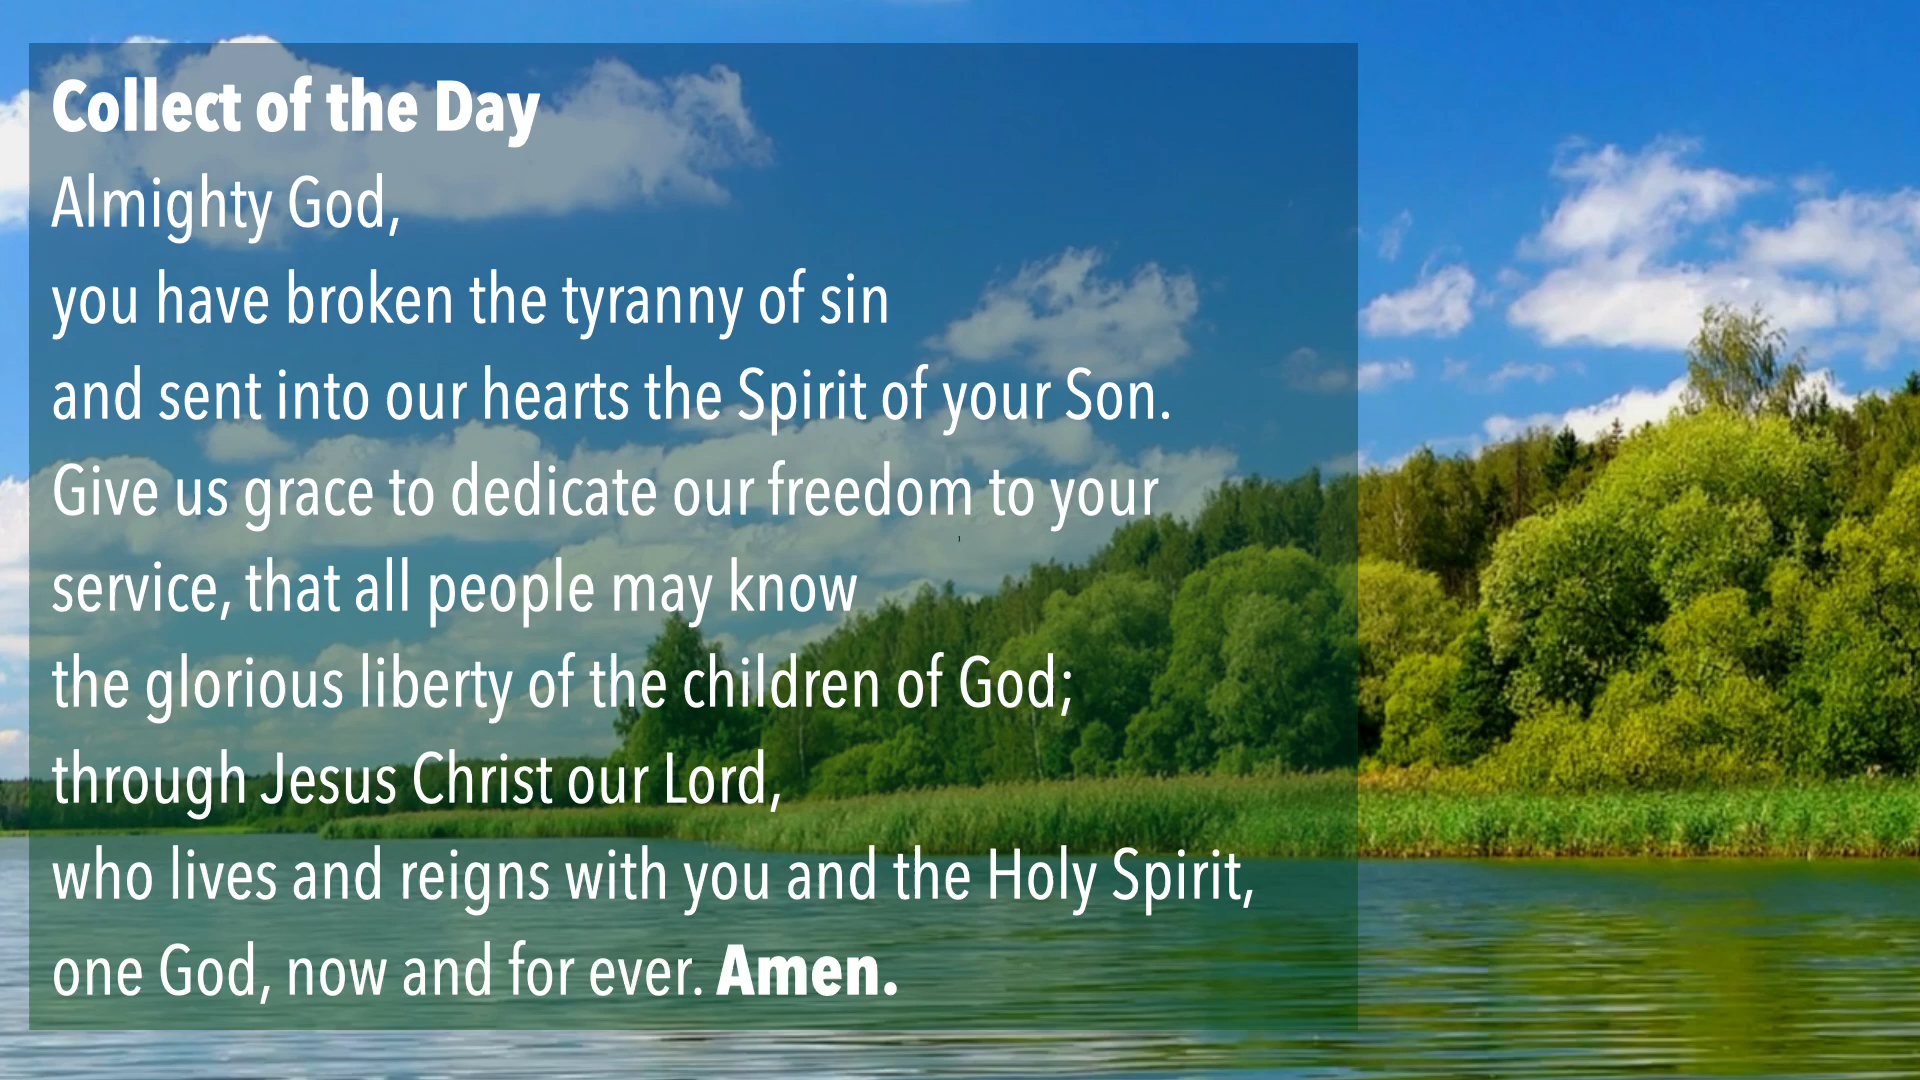 Collect of the Day
Almighty God,
you have broken the tyranny of sin
and sent into our hearts the Spirit of your Son.
Give us grace to dedicate our freedom to your
service, that all people may know
the glorious liberty of the children of God;
through Jesus Christ our Lord,
who lives and reigns with you and the Holy Spirit,
one God, now and for ever. Amen.